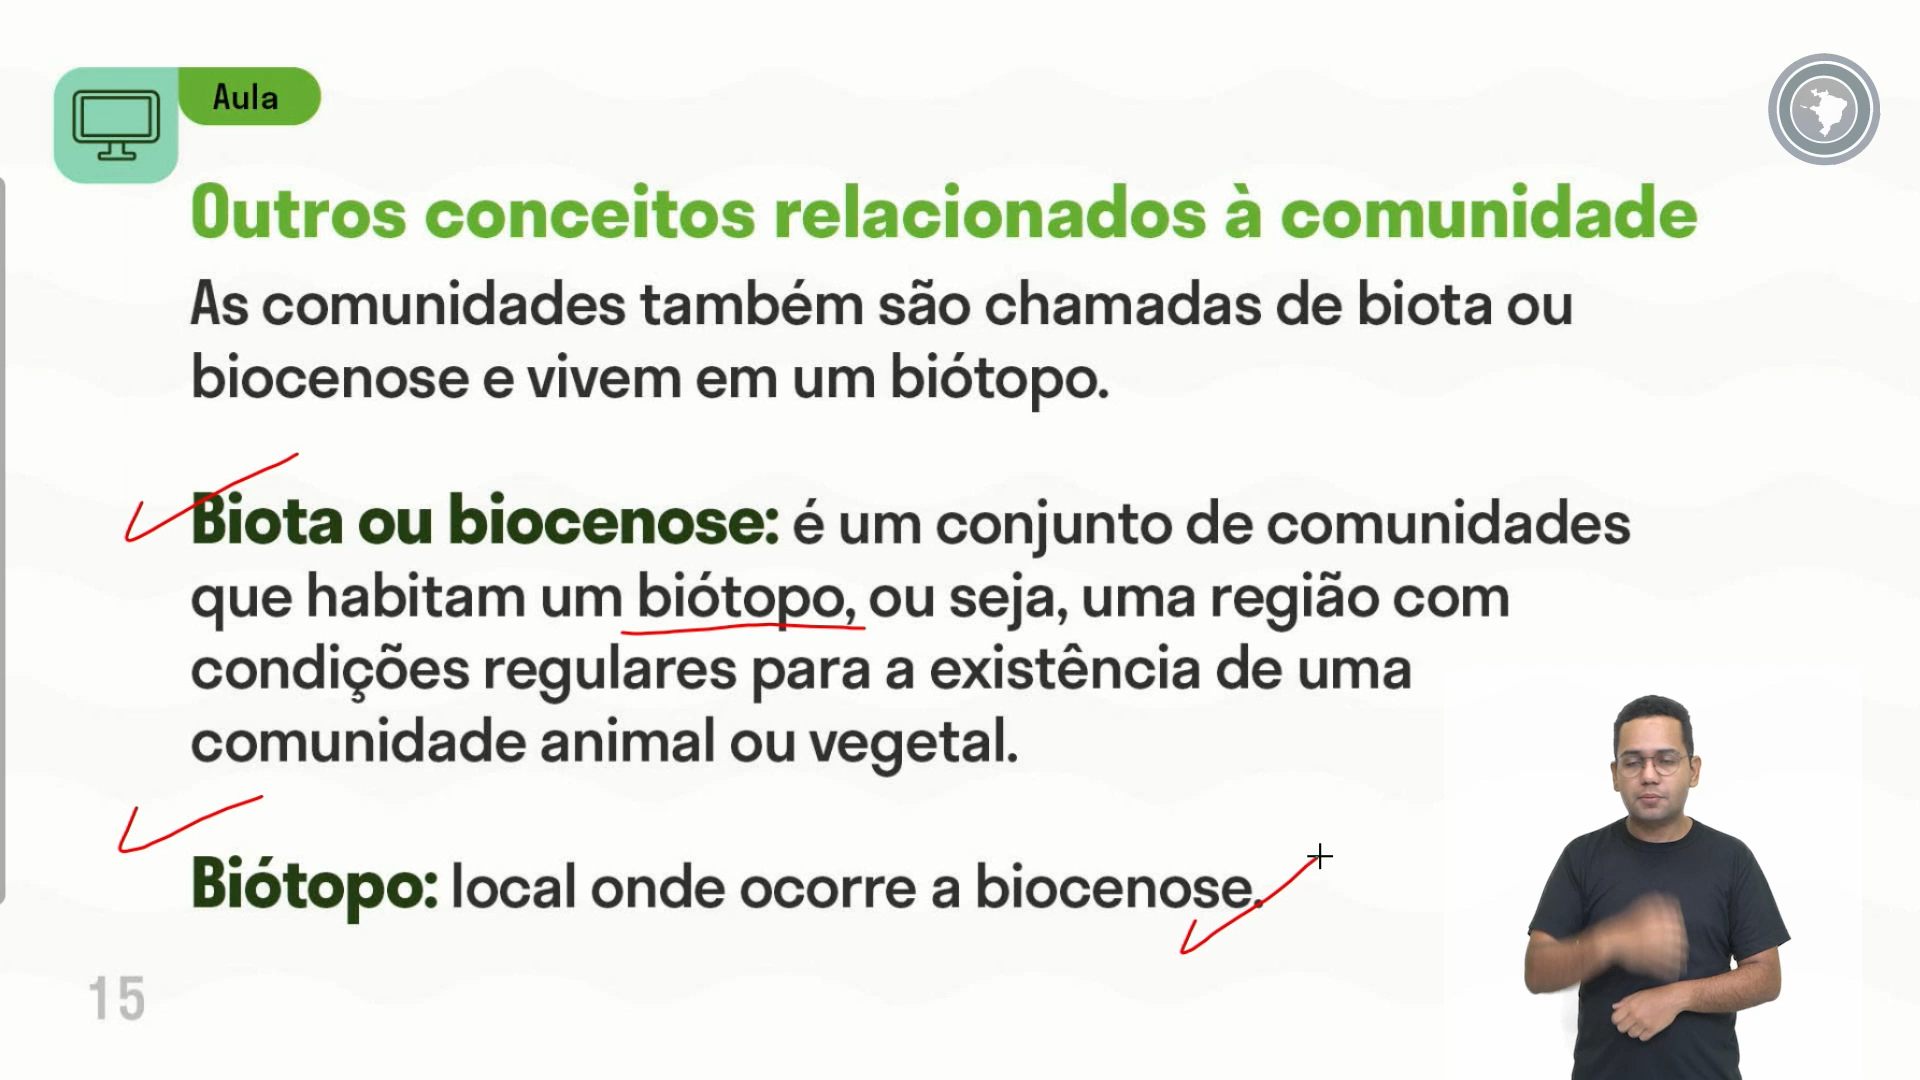 Aula
Outros conceitos relacionados à comunidade
As comunidades também são chamadas de biota ou
biocenose e vivem em um biótopo.
Biota ou biocenose: é um conjunto de comunidades
que habitam um biótopo, ou seja, uma região com
condições regulares para a existência de uma
comunidade animal ou vegetal.
Biótopo: local onde ocorre a biocenose.
15